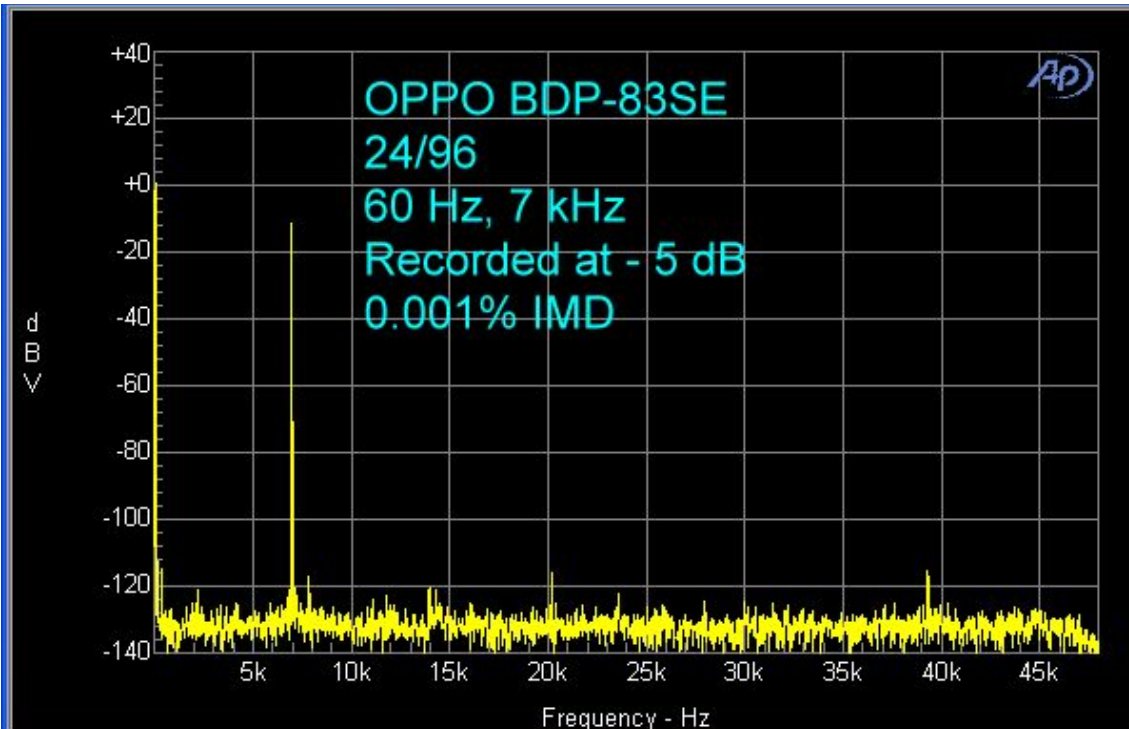 +40
+20
+0
-20
-40
-60
-80
-100
-120
-140
d
B
V
OPPO BDP-83SE
24/96
60 Hz, 7 kHz
Recorded at - 5 dB
0.001% IMD
Ap
5k 10k 15k 20k 25k 30k 35k 40k 45k
Frequency - Hz